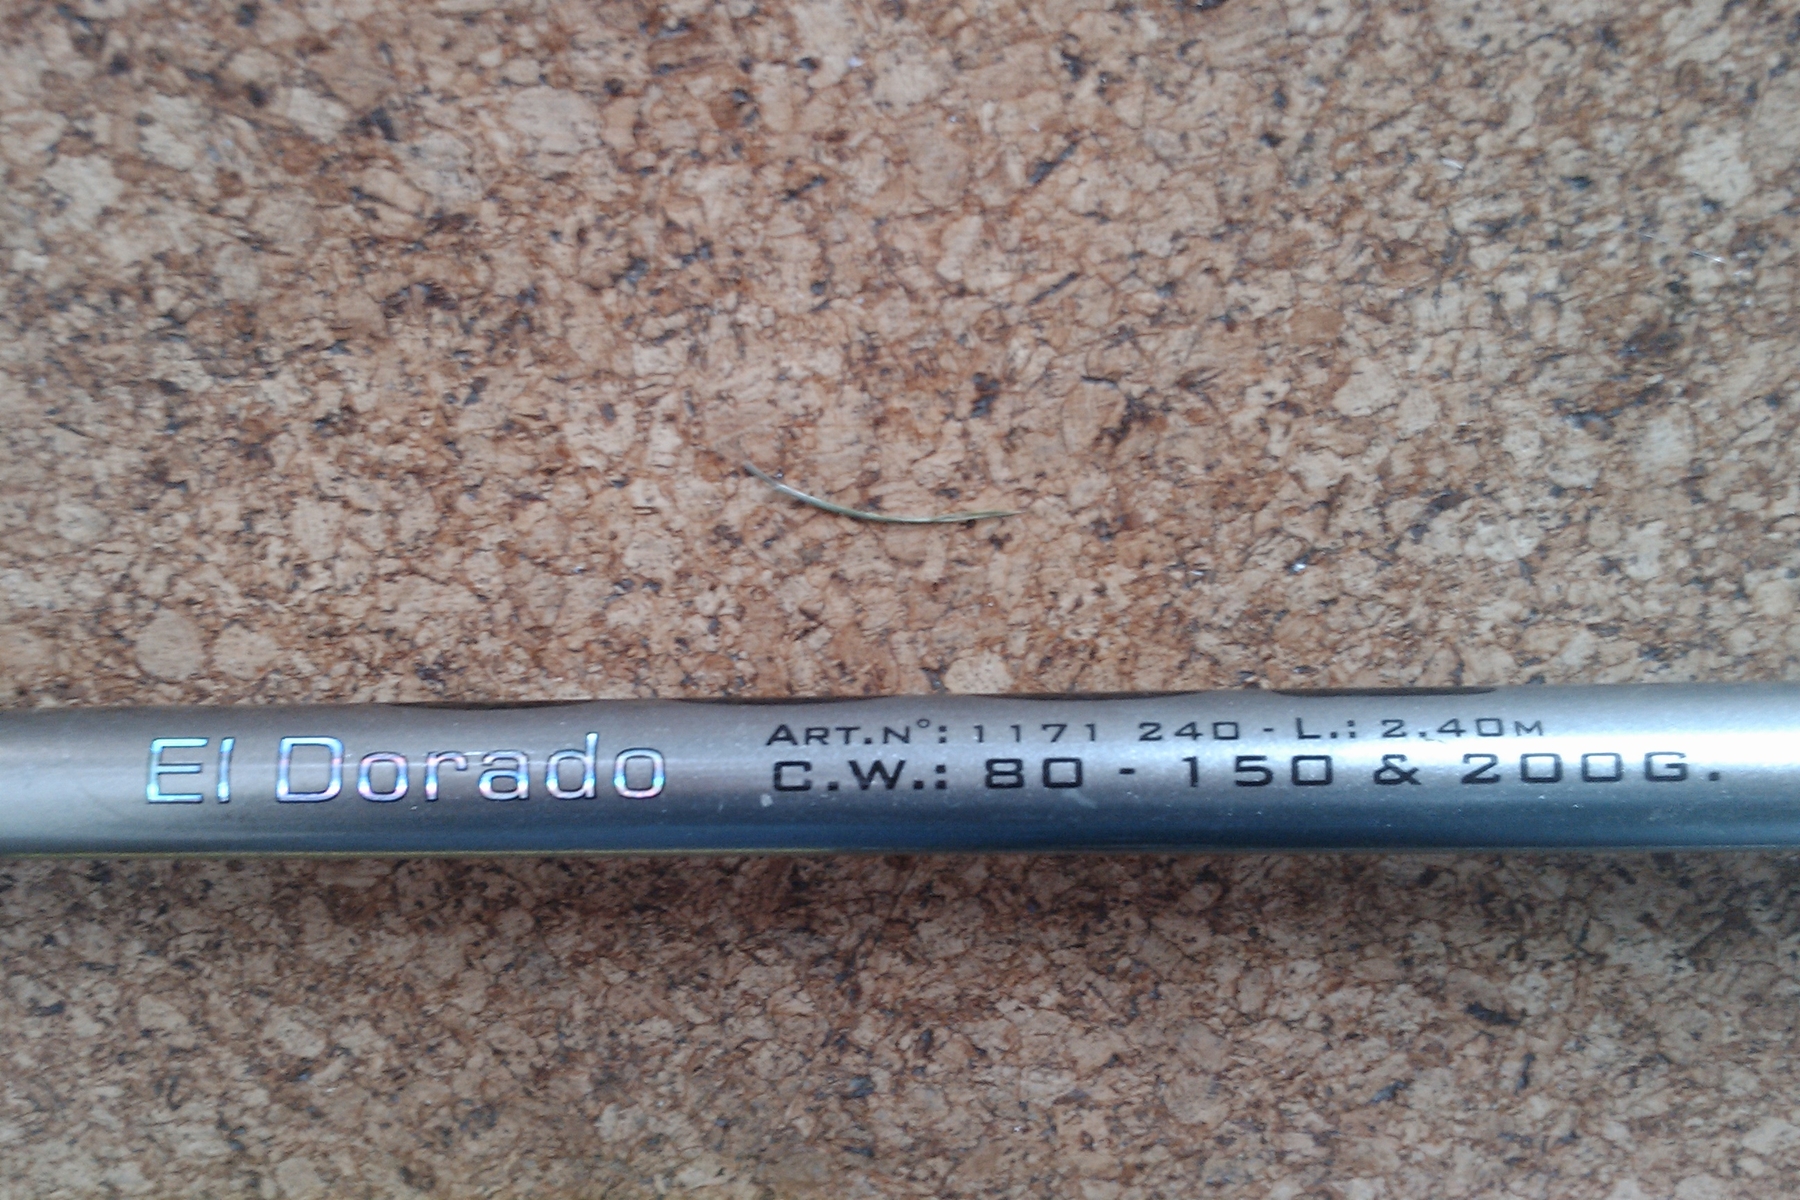 El Dorado
ART.N°: 1171 240 - L.: 2.40M
C.W.: 80 - 150 & 200G.